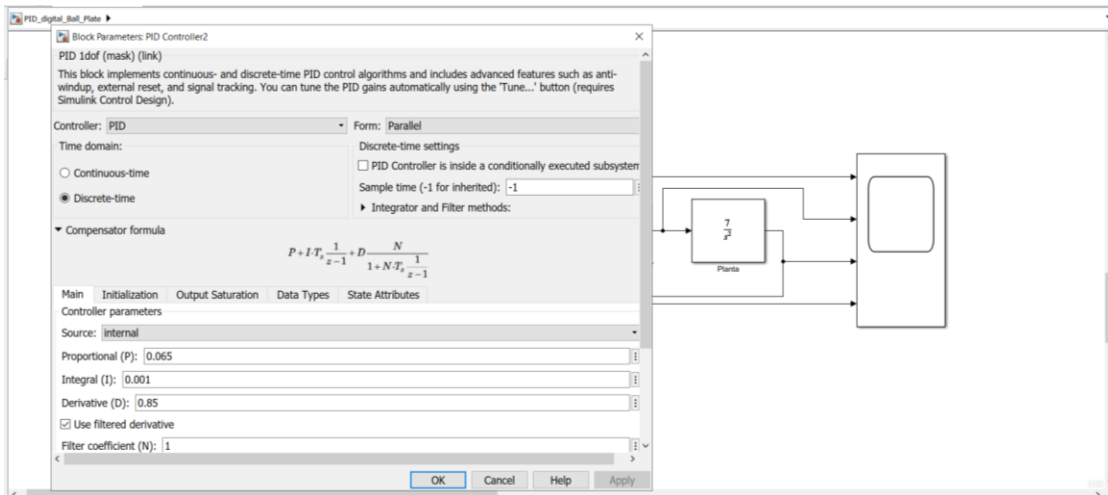 PID_digital_Ball_Plate
Block Parameters: PID Controller2
PID 1dof (mask) (link)
This block implements continuous- and discrete-time PID control algorithms and includes advanced features such as anti-
windup, external reset, and signal tracking. You can tune the PID gains automatically using the 'Tune...' button (requires
Simulink Control Design).
Controller: PID Form: Parallel
Time domain: Discrete-time settings
PID Controller is inside a conditionally executed subsystem
Continuous-time
Sample time (-1 for inherited): -1
Discrete-time
Integrator and Filter methods:
Compensator formula
P+I·T_s 1/(z−1) + D N/(1+N·T_s 1/(z−1))
Main Initialization Output Saturation Data Types State Attributes
Controller parameters
Source: internal
Proportional (P): 0.065
Integral (I): 0.001
Derivative (D): 0.85
Use filtered derivative
Filter coefficient (N): 1
OK Cancel Help Apply
7/s²
Planta